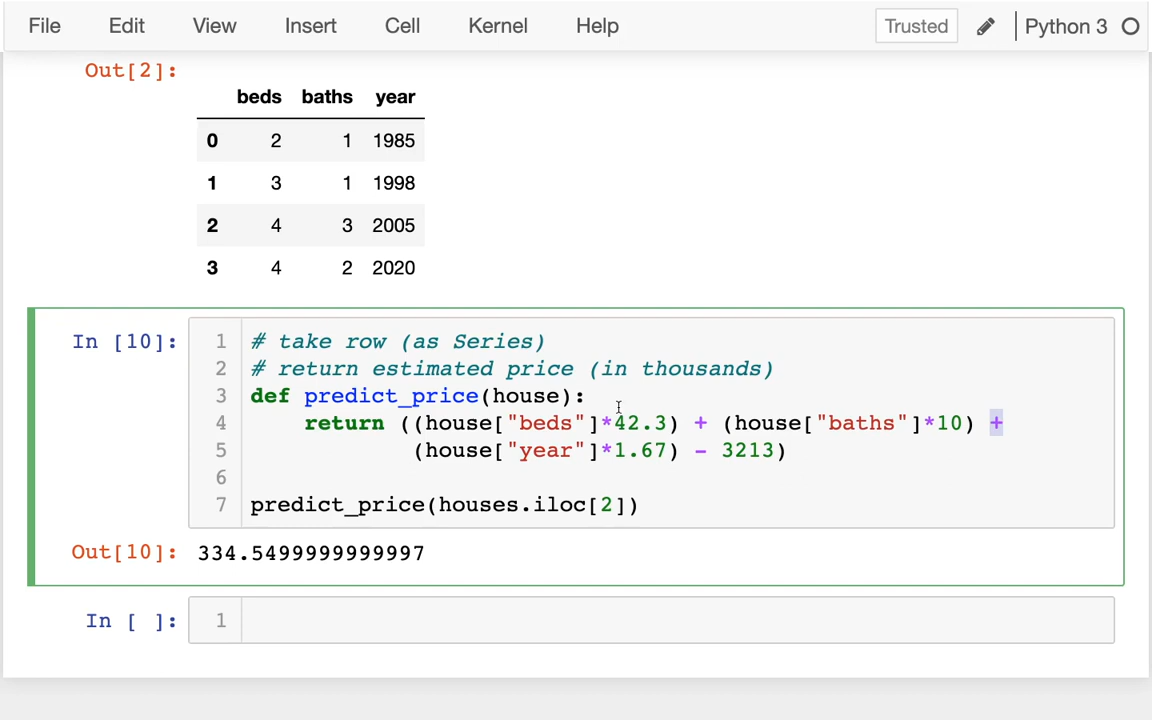 File Edit View Insert Cell Kernel Help Trusted Python 3
Out[2]:
beds baths year
0 2 1 1985
1 3 1 1998
2 4 3 2005
3 4 2 2020
In [10]: 1 # take row (as Series)
2 # return estimated price (in thousands)
3 def predict_price(house):
4 return ((house["beds"]*42.3) + (house["baths"]*10) +
5 (house["year"]*1.67) - 3213)
6
7 predict_price(houses.iloc[2])
Out[10]: 334.5499999999997
In [ ]: 1